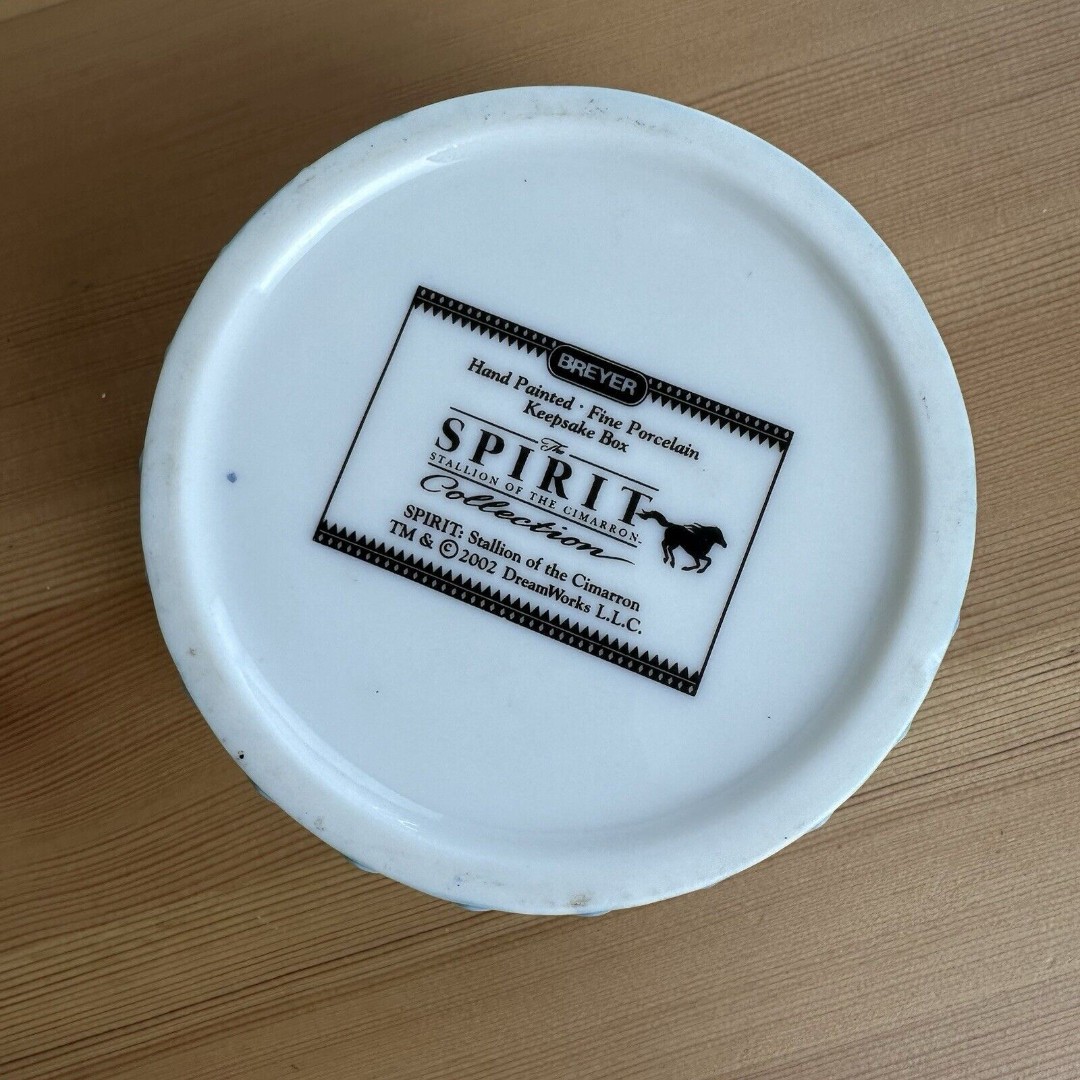 BREYER
Hand Painted · Fine Porcelain
Keepsake Box
The
SPIRIT
STALLION OF THE CIMARRON
Collection
SPIRIT: Stallion of the Cimarron
TM & © 2002 DreamWorks L.L.C.